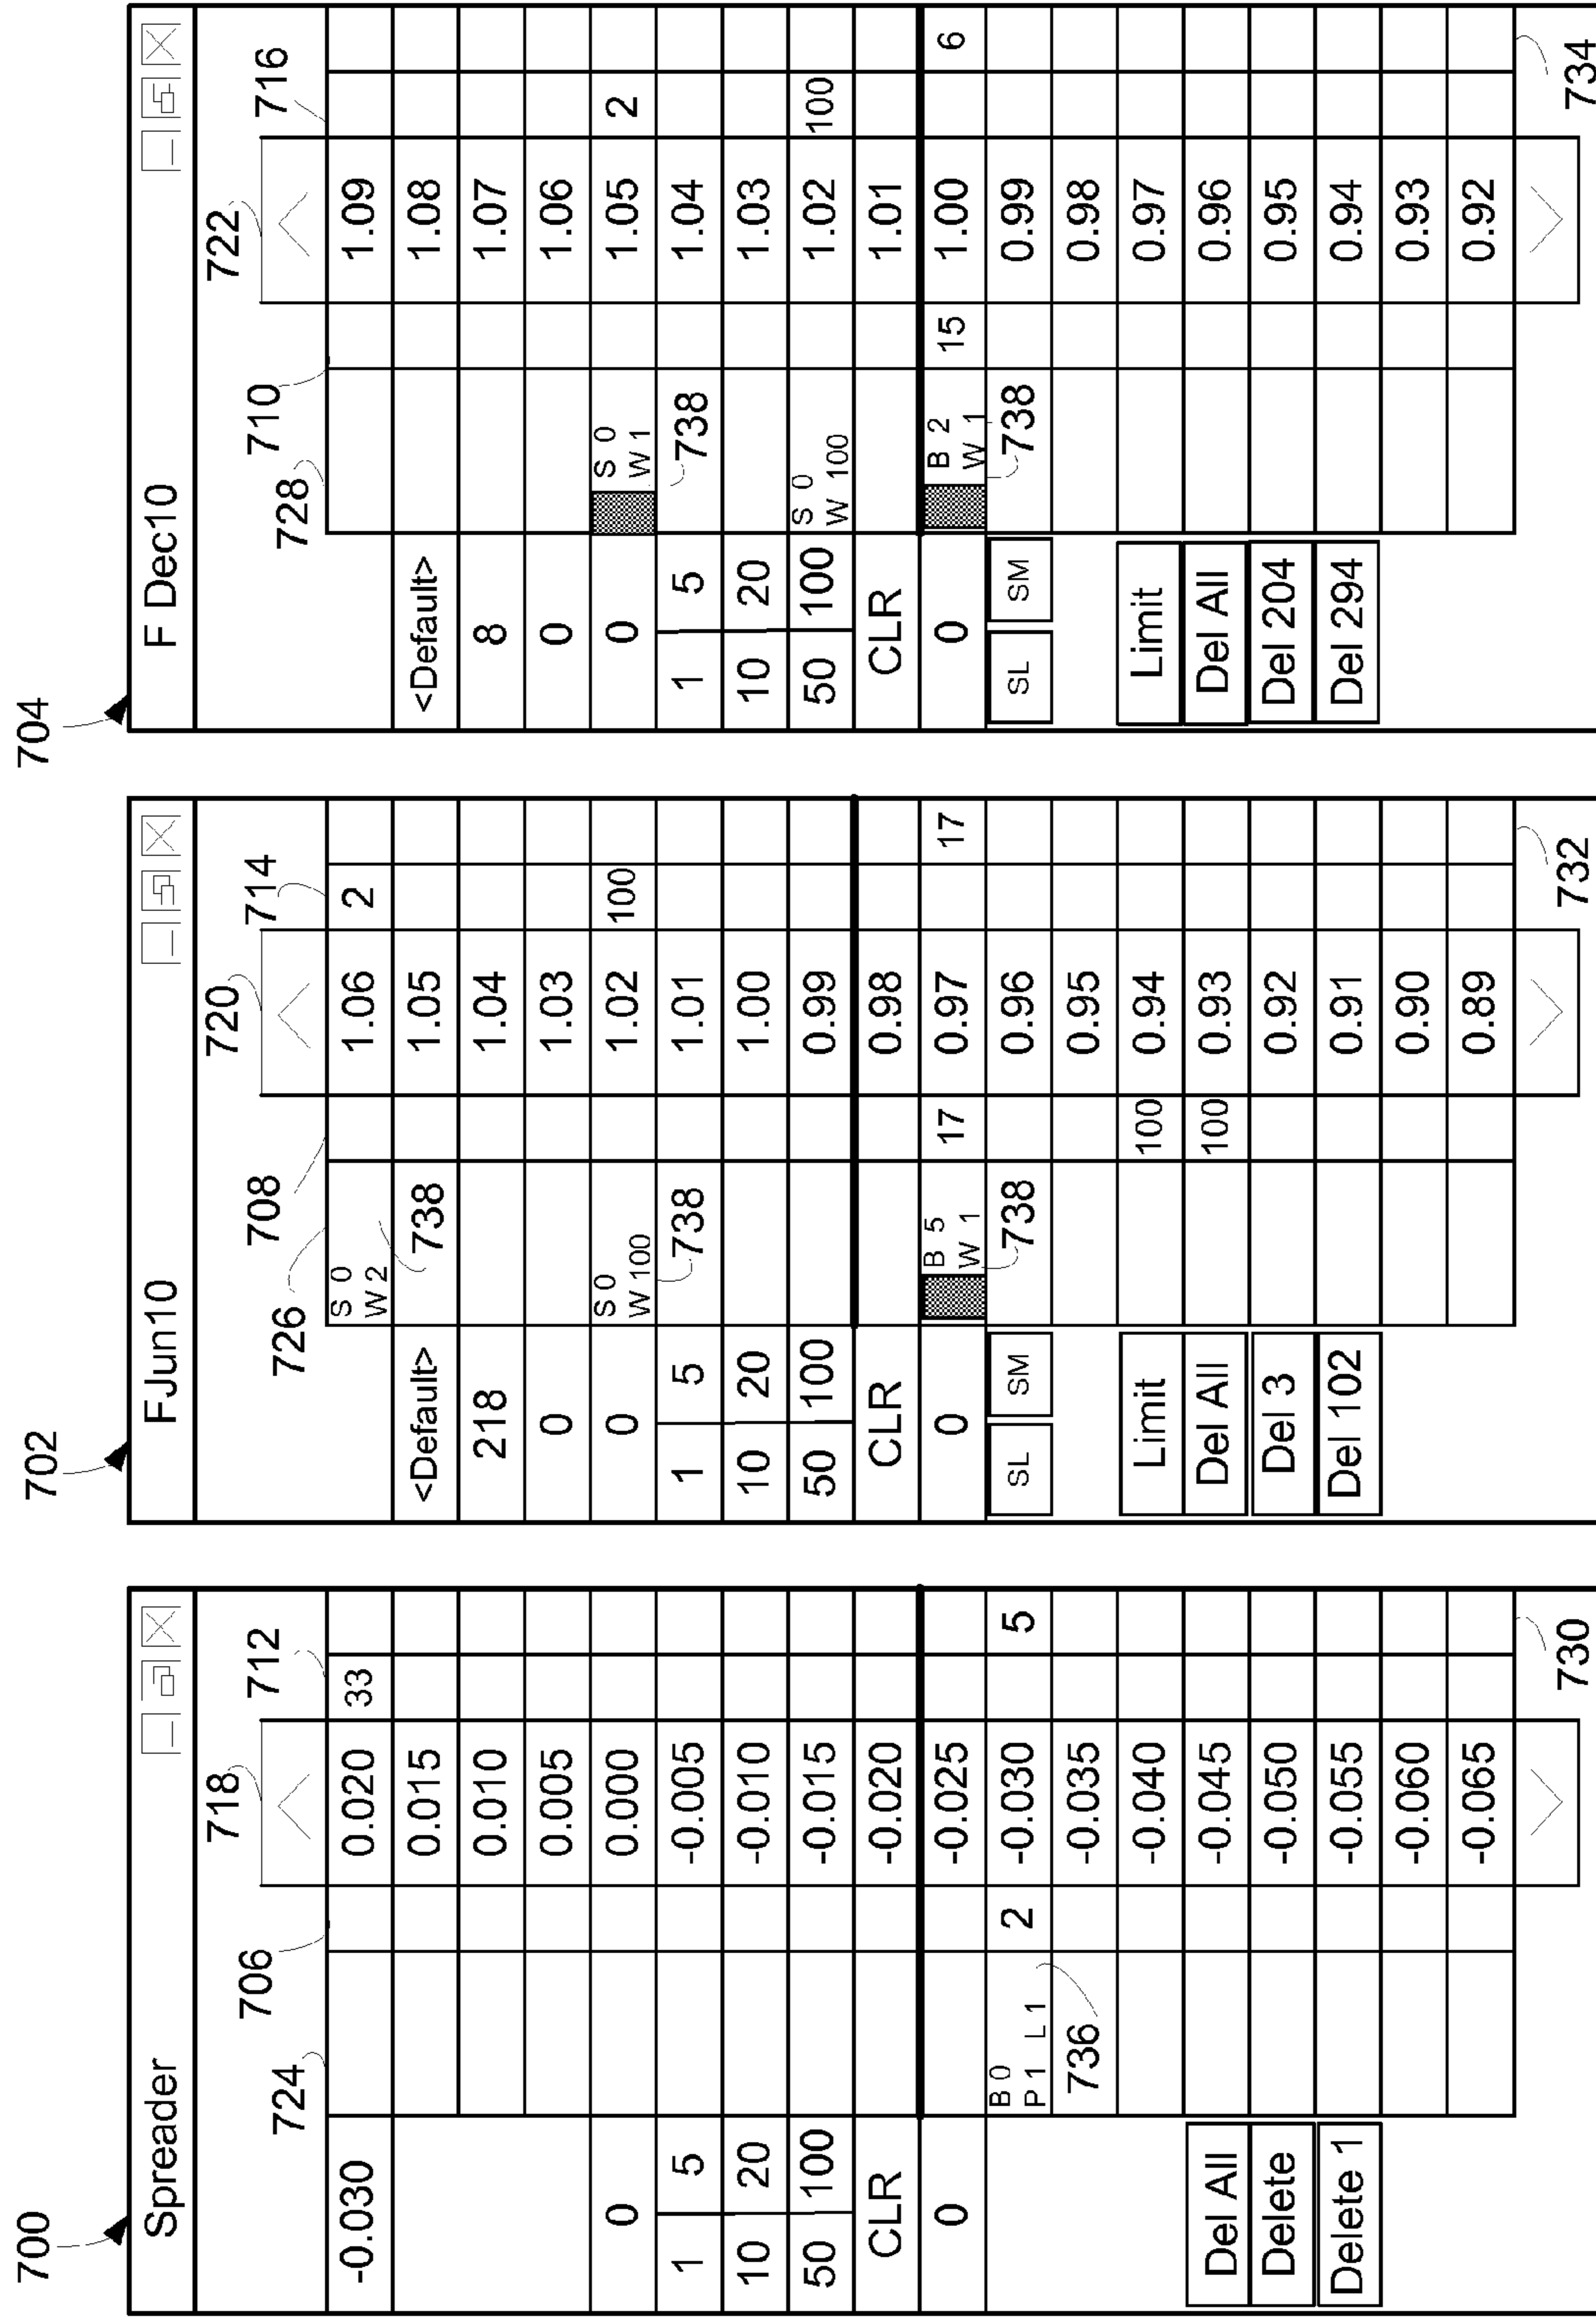 700
Spreader
718
712
706
724
-0.030 0.020 33
0.015
0.010
0.005
0 0.000
1 5 -0.005
10 20 -0.010
50 100 -0.015
CLR -0.020
0 -0.025
B 0
P 1 L 1
2 -0.030 5
736
-0.035
-0.040
Del All -0.045
Delete -0.050
Delete 1 -0.055
-0.060
-0.065
730
702
FJun10
720
714
708
726
S 0
W 2
1.06 2
<Default> 738 1.05
218 1.04
0 1.03
0 S 0
W 100
1.02 100
1 5 738 1.01
10 20 1.00
50 100 0.99
CLR 0.98
0 B 5
W 1
17 0.97 17
SL SM 738 0.96
0.95
Limit 100 0.94
Del All 100 0.93
Del 3 0.92
Del 102 0.91
0.90
0.89
732
704
F Dec10
722
716
710
728
1.09
<Default> 1.08
8 1.07
0 1.06
0 S 0
W 1
1.05 2
1 5 738 1.04
10 20 1.03
50 100 S 0
W 100
1.02 100
CLR 1.01
0 B 2
W 1
15 1.00 6
SL SM 738 0.99
0.98
Limit 0.97
Del All 0.96
Del 204 0.95
Del 294 0.94
0.93
0.92
734